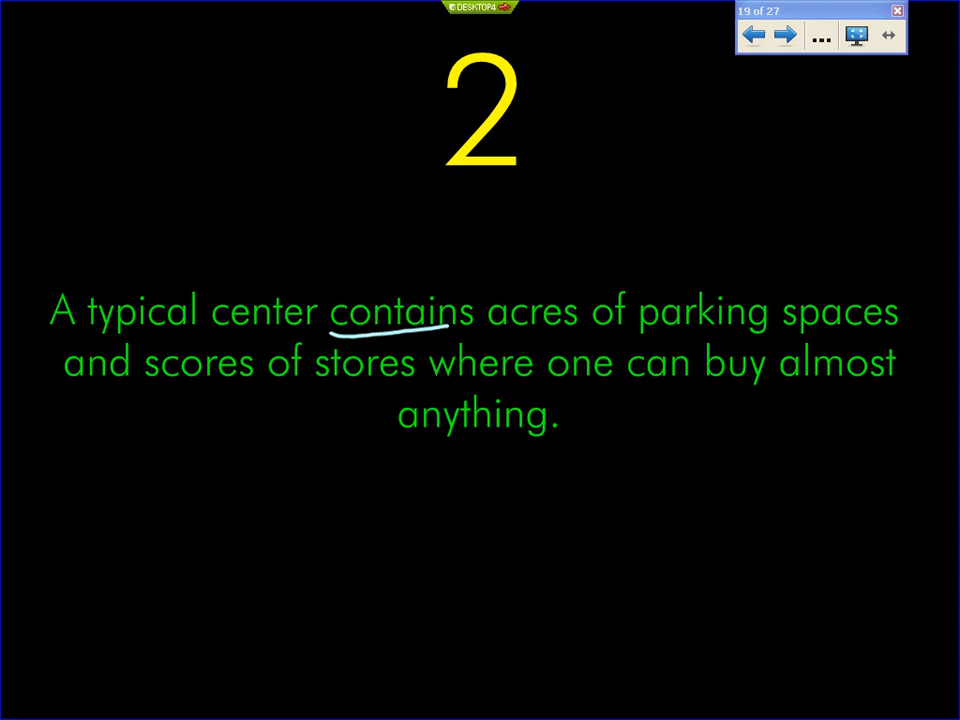 DESKTOP4
19 of 27
2
A typical center contains acres of parking spaces
and scores of stores where one can buy almost
anything.